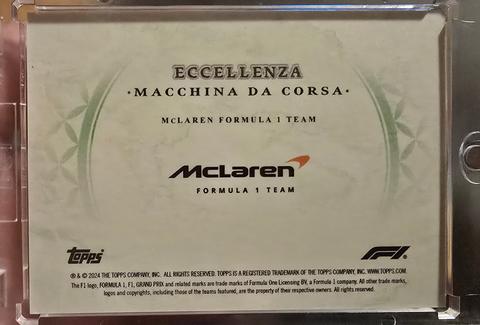 ECCELLENZA
·MACCHINA DA CORSA·
McLAREN FORMULA 1 TEAM
McLaren
FORMULA 1 TEAM
topps
F1
® & © 2024 THE TOPPS COMPANY, INC. ALL RIGHTS RESERVED. TOPPS IS A REGISTERED TRADEMARK OF THE TOPPS COMPANY, INC. WWW.TOPPS.COM.
The F1 logo, FORMULA 1, F1, GRAND PRIX and related marks are trade marks of Formula One Licensing BV, a Formula 1 company. All other trade marks,
logos and copyrights, including those of the teams featured, are the property of their respective owners. All rights reserved.